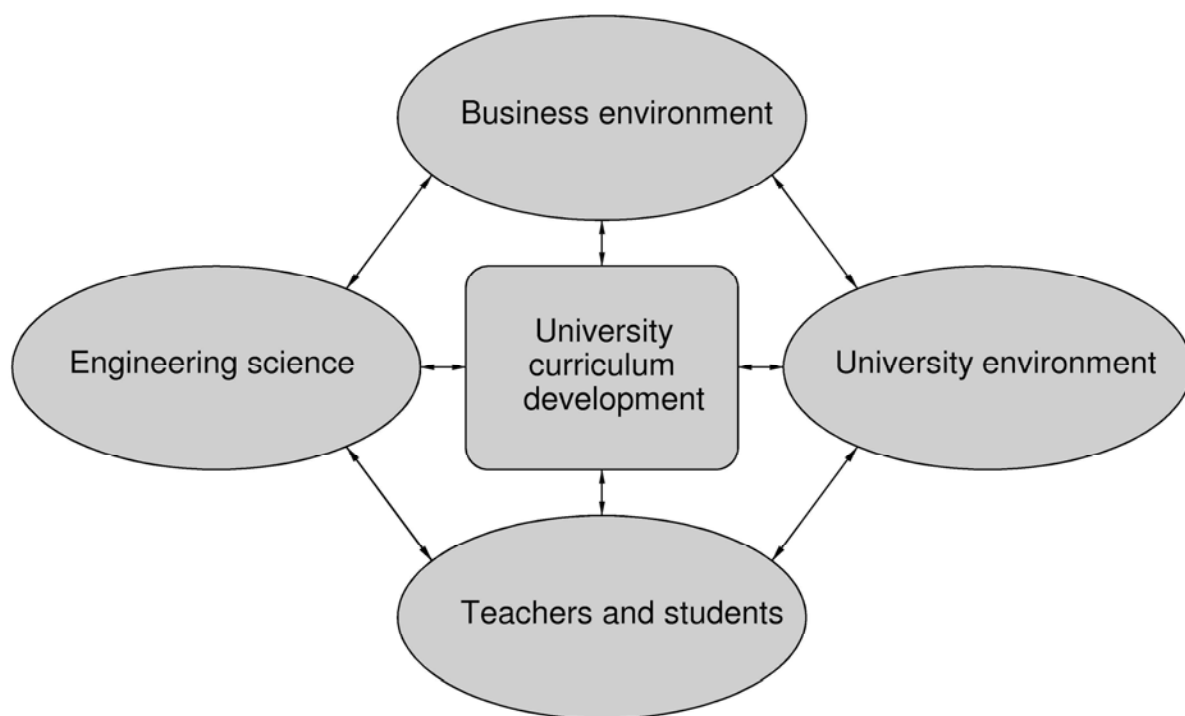 Business environment
Engineering science
University
curriculum
development
University environment
Teachers and students